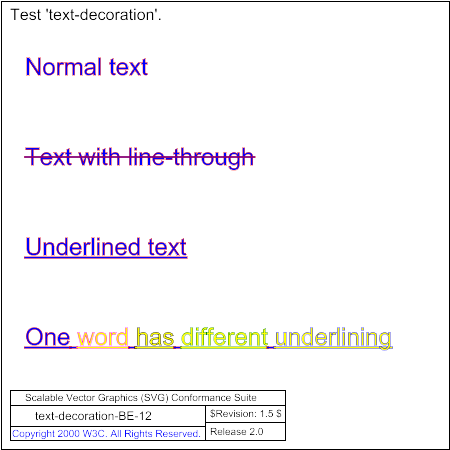 Test 'text-decoration'.
Normal text
Text with line-through
Underlined text
One word has different underlining
Scalable Vector Graphics (SVG) Conformance Suite
text-decoration-BE-12
$Revision: 1.5 $
Copyright 2000 W3C. All Rights Reserved.
Release 2.0